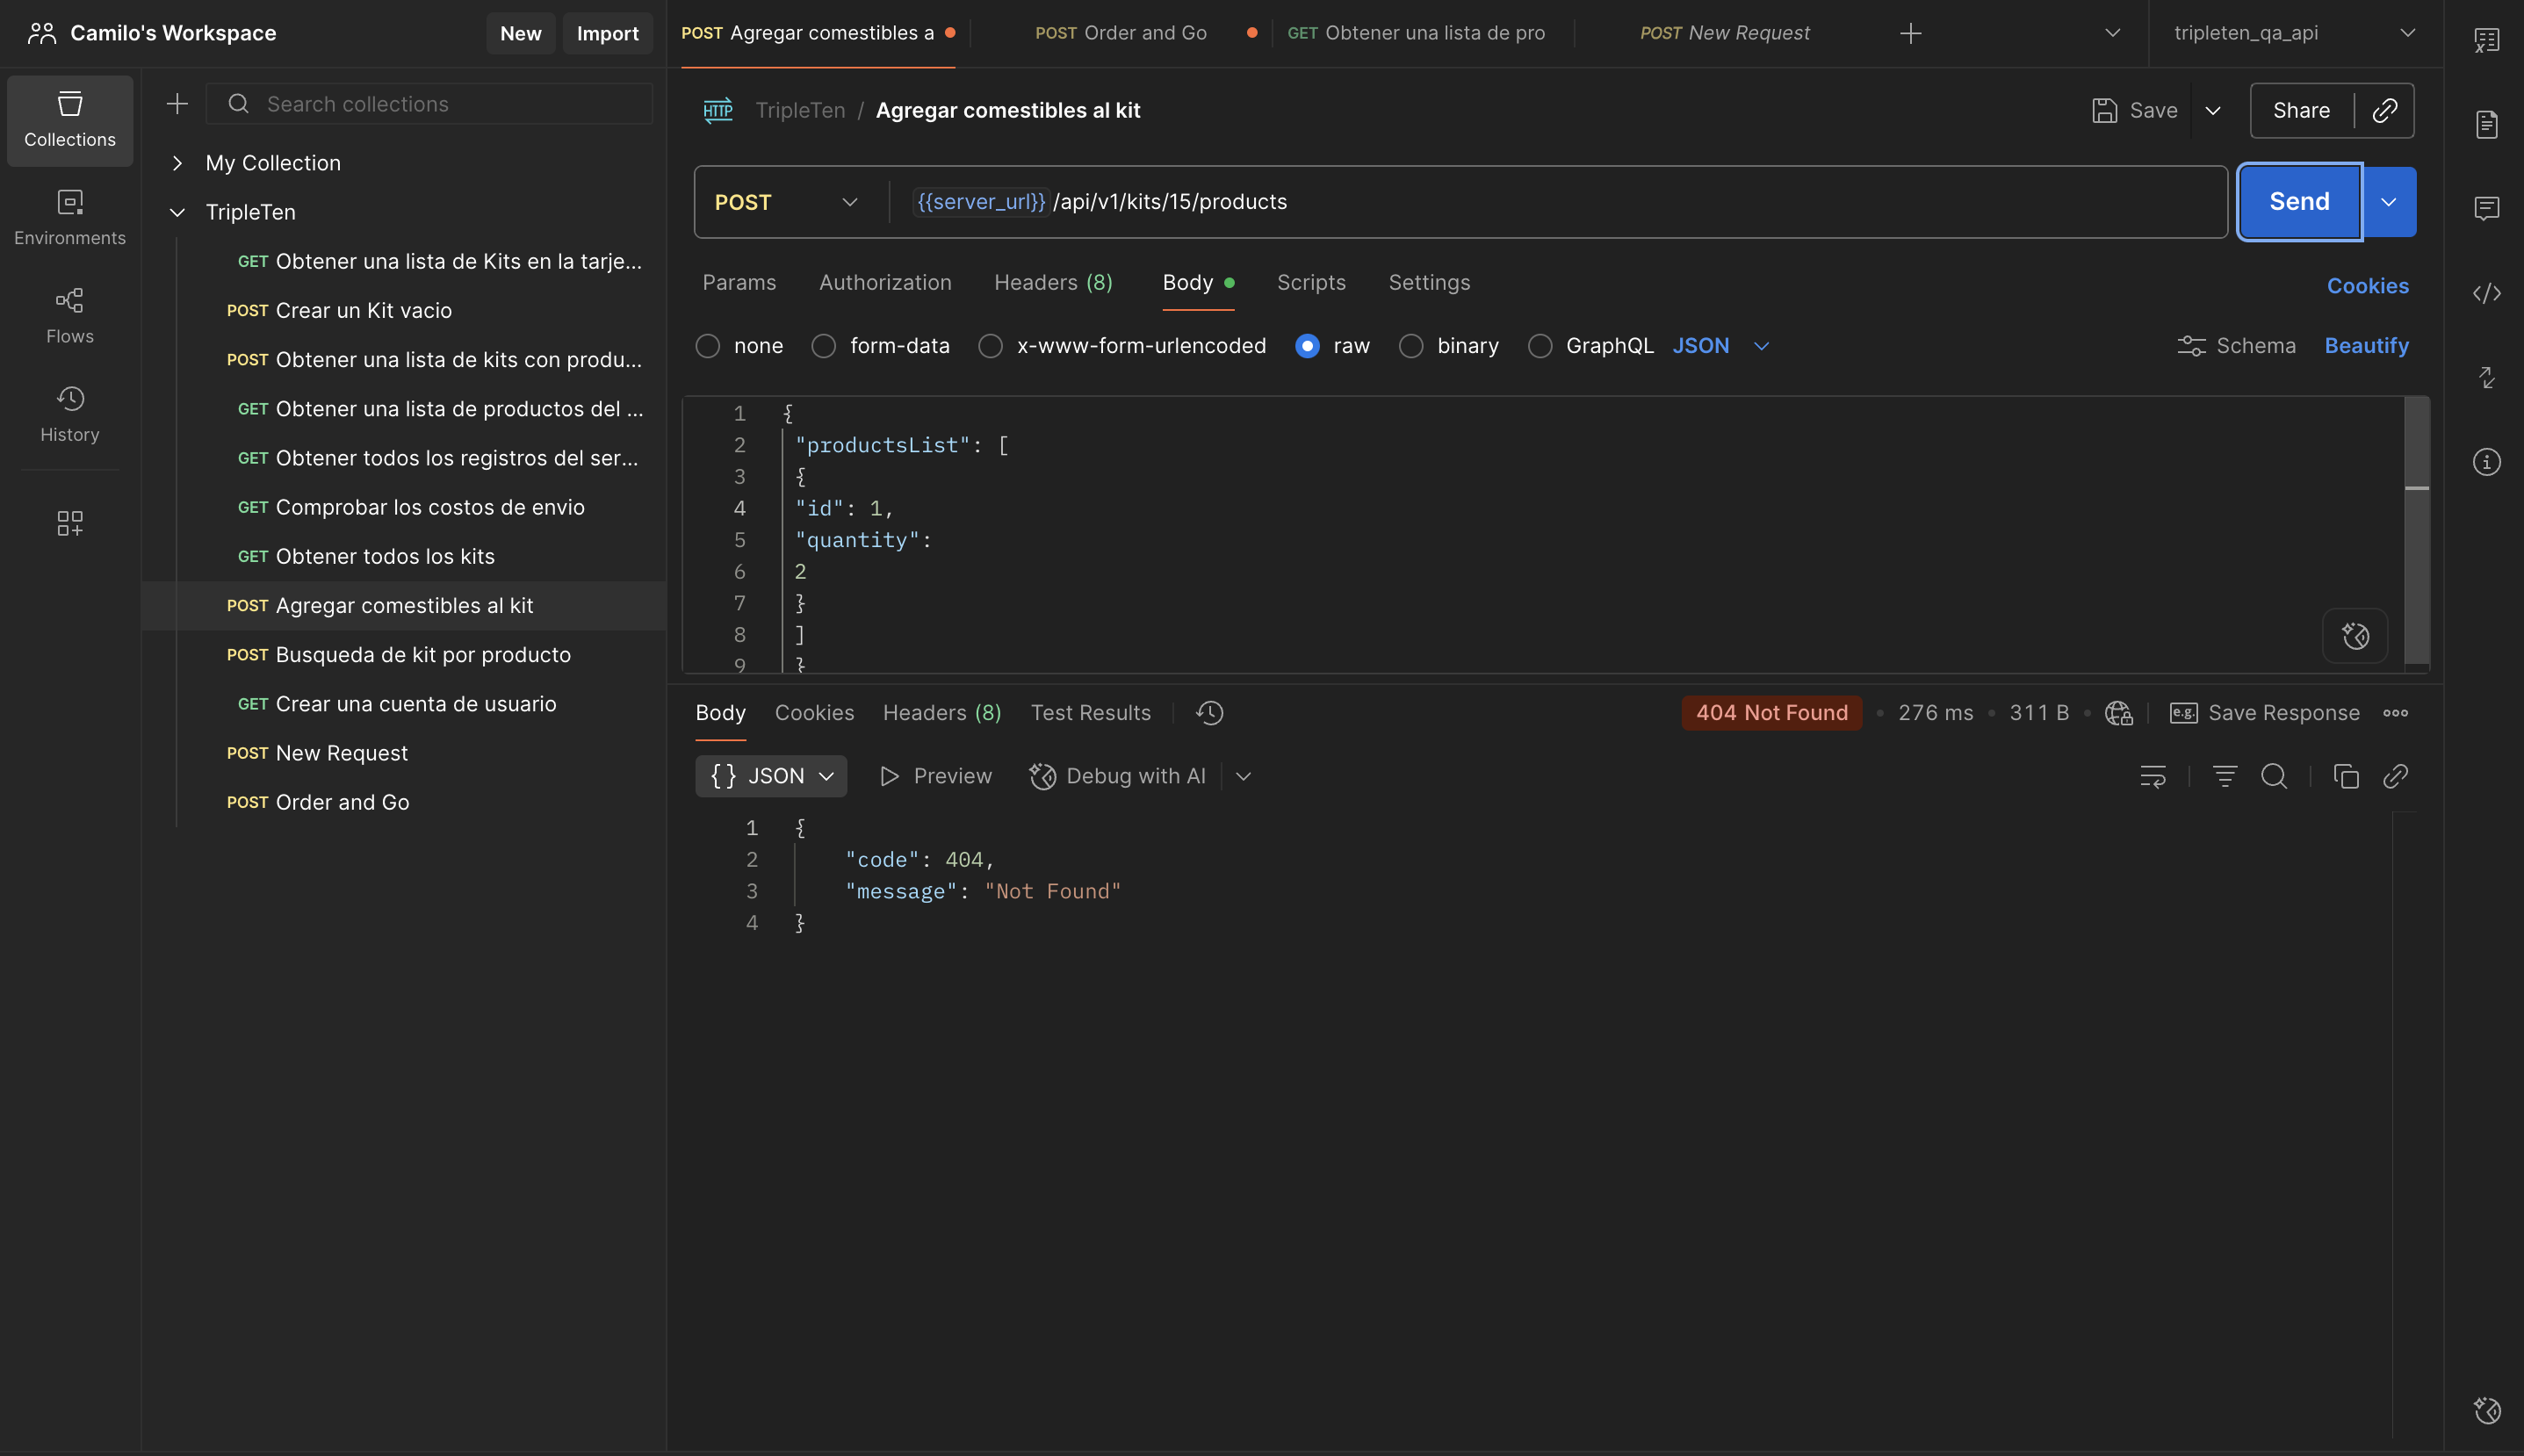 Camilo's Workspace
New
Import
POST Agregar comestibles a
POST Order and Go
GET Obtener una lista de pro
POST New Request
tripleten_qa_api
Collections
Environments
Flows
History
Search collections
My Collection
TripleTen
GET Obtener una lista de Kits en la tarje...
POST Crear un Kit vacio
POST Obtener una lista de kits con produ...
GET Obtener una lista de productos del ...
GET Obtener todos los registros del ser...
GET Comprobar los costos de envio
GET Obtener todos los kits
POST Agregar comestibles al kit
POST Busqueda de kit por producto
GET Crear una cuenta de usuario
POST New Request
POST Order and Go
HTTP TripleTen / Agregar comestibles al kit
Save
Share
POST {{server_url}}/api/v1/kits/15/products
Send
Params Authorization Headers (8) Body Scripts Settings
Cookies
none form-data x-www-form-urlencoded raw binary GraphQL JSON
Schema Beautify
1 {
2 "productsList": [
3 {
4 "id": 1,
5 "quantity":
6 2
7 }
8 ]
9 }
Body Cookies Headers (8) Test Results
404 Not Found • 276 ms • 311 B •
e.g. Save Response
{} JSON Preview Debug with AI
1 {
2 "code": 404,
3 "message": "Not Found"
4 }